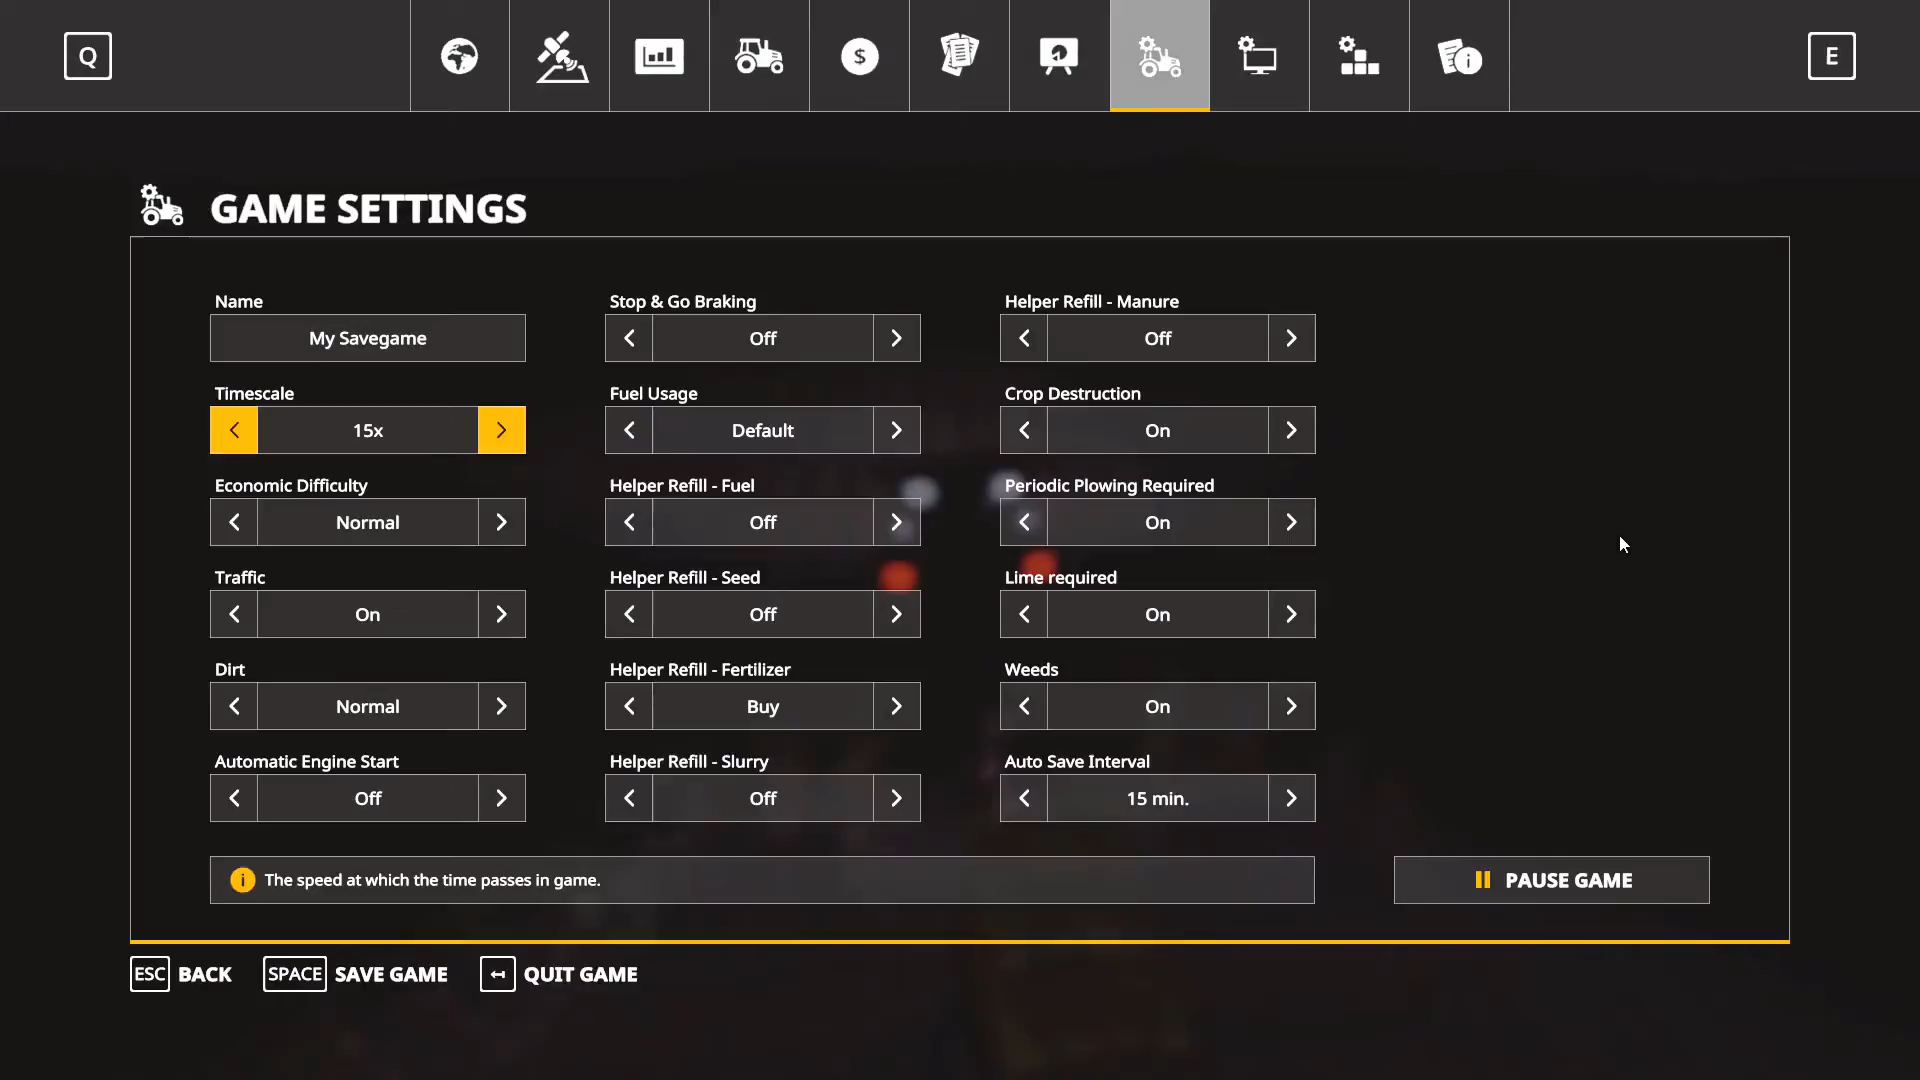 Q
$
E
GAME SETTINGS
Name
My Savegame
Timescale
15x
Economic Difficulty
Normal
Traffic
On
Dirt
Normal
Automatic Engine Start
Off
Stop & Go Braking
Off
Fuel Usage
Default
Helper Refill - Fuel
Off
Helper Refill - Seed
Off
Helper Refill - Fertilizer
Buy
Helper Refill - Slurry
Off
Helper Refill - Manure
Off
Crop Destruction
On
Periodic Plowing Required
On
Lime required
On
Weeds
On
Auto Save Interval
15 min.
The speed at which the time passes in game.
PAUSE GAME
ESC BACK SPACE SAVE GAME QUIT GAME